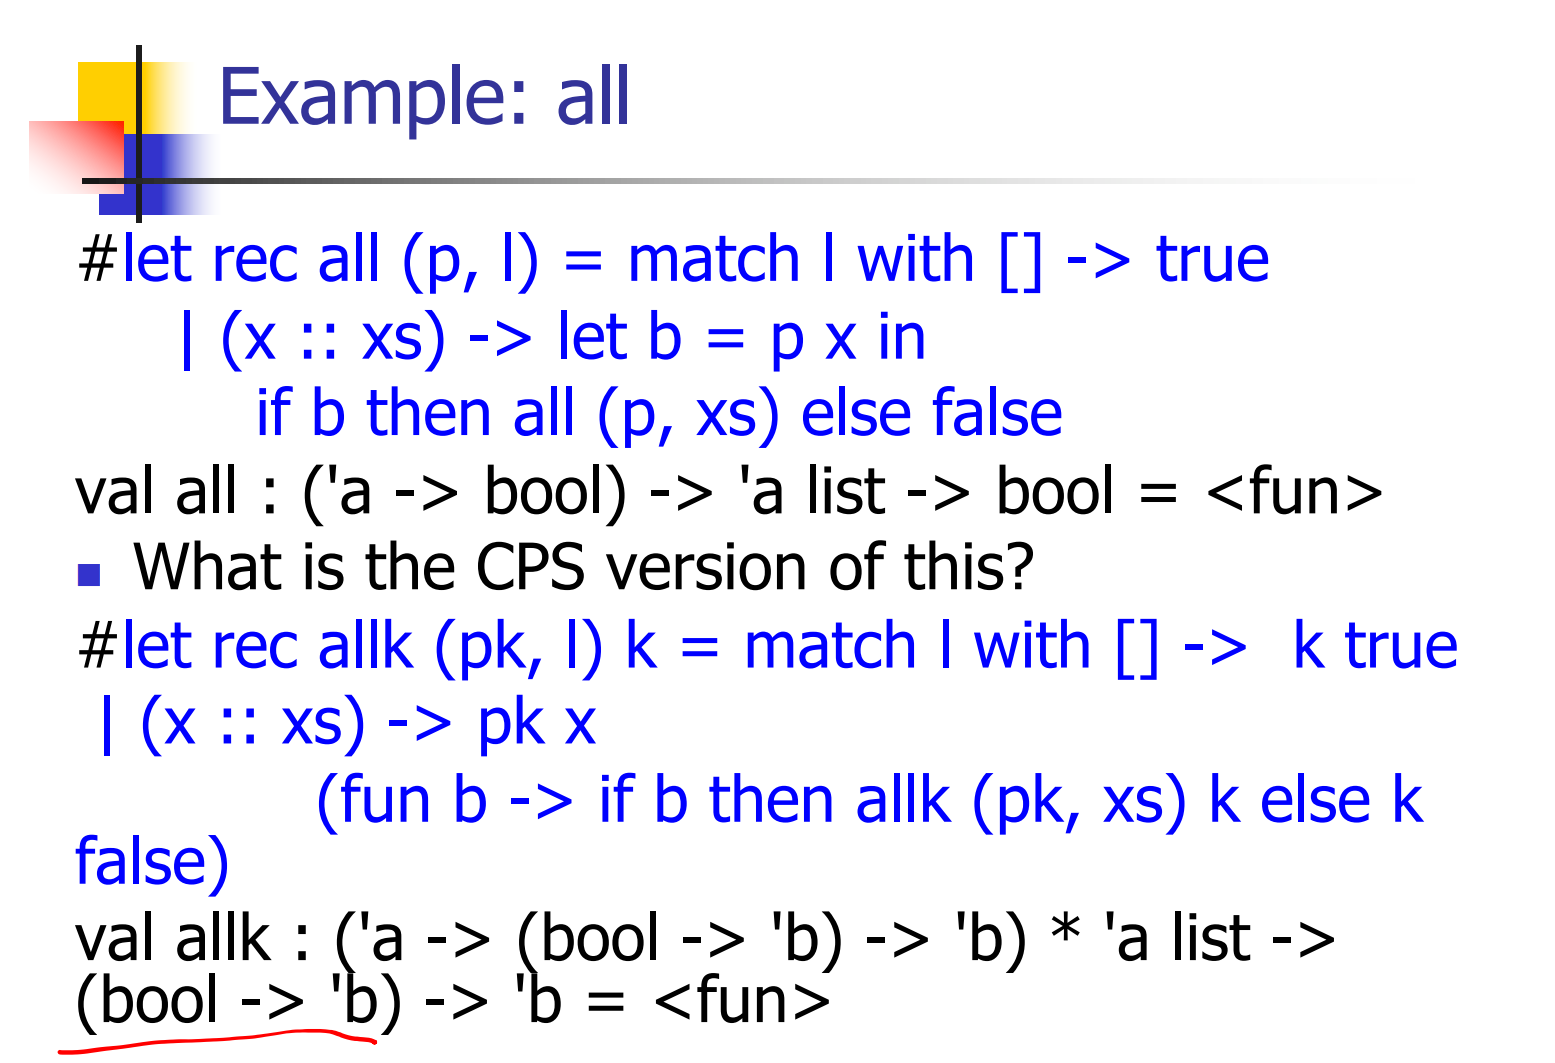 Example: all
#let rec all (p, l) = match l with [] -> true
| (x :: xs) -> let b = p x in
if b then all (p, xs) else false
val all : ('a -> bool) -> 'a list -> bool = <fun>
What is the CPS version of this?
#let rec allk (pk, l) k = match l with [] -> k true
| (x :: xs) -> pk x
(fun b -> if b then allk (pk, xs) k else k
false)
val allk : ('a -> (bool -> 'b) -> 'b) * 'a list ->
(bool -> 'b) -> 'b = <fun>